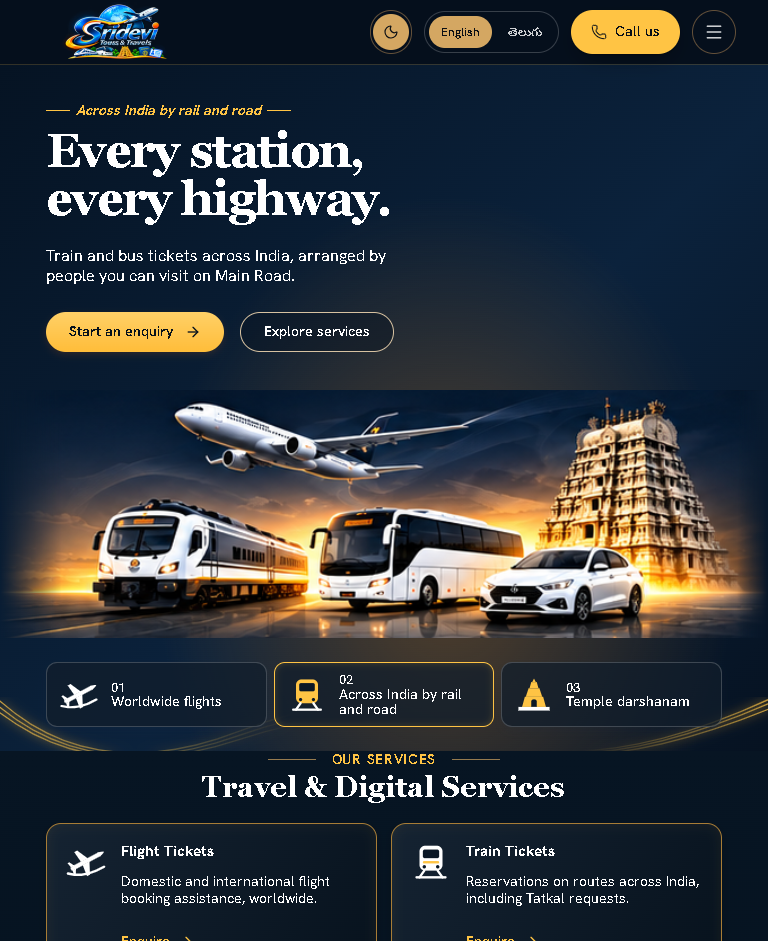 Sridevi
Tours & Travels
English
తెలుగు
Call us
Across India by rail and road
Every station,
every highway.
Train and bus tickets across India, arranged by
people you can visit on Main Road.
Start an enquiry
Explore services
01
Worldwide flights
02
Across India by rail
and road
03
Temple darshanam
OUR SERVICES
Travel & Digital Services
Flight Tickets
Domestic and international flight
booking assistance, worldwide.
Enquire
Train Tickets
Reservations on routes across India,
including Tatkal requests.
Enquire